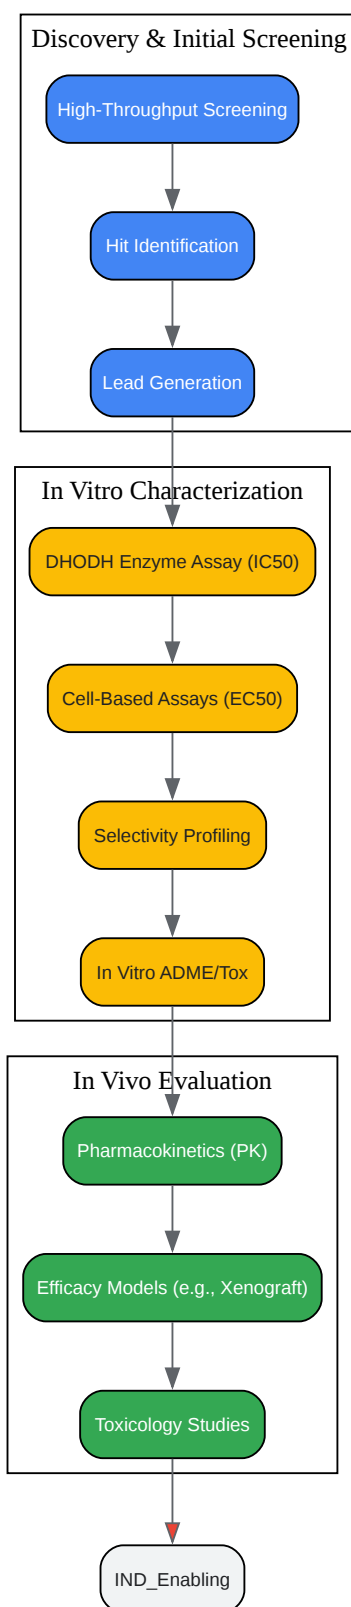 Discovery & Initial Screening
High-Throughput Screening
Hit Identification
Lead Generation
In Vitro Characterization
DHODH Enzyme Assay (IC50)
Cell-Based Assays (EC50)
Selectivity Profiling
In Vitro ADME/Tox
In Vivo Evaluation
Pharmacokinetics (PK)
Efficacy Models (e.g., Xenograft)
Toxicology Studies
IND_Enabling